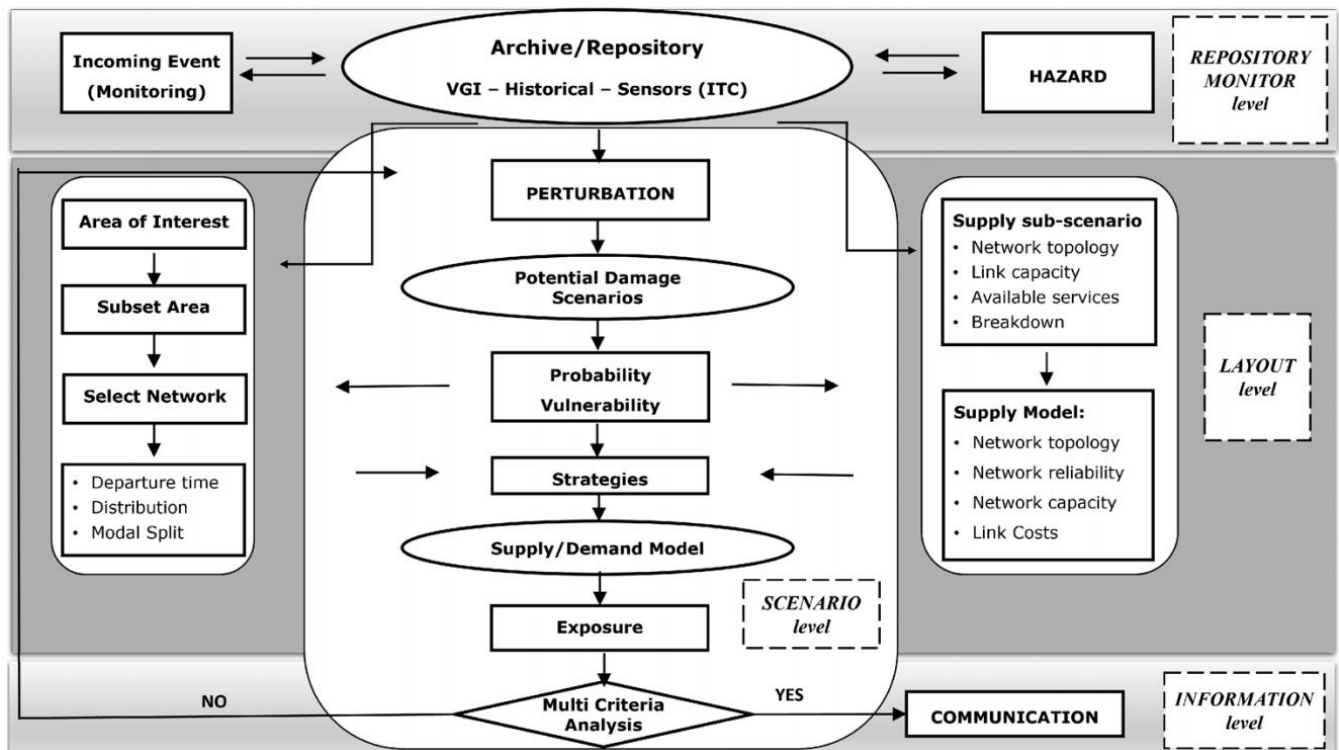 Incoming Event
(Monitoring)
Archive/Repository
VGI – Historical – Sensors (ITC)
HAZARD
REPOSITORY
MONITOR
level
Area of Interest
Subset Area
Select Network
• Departure time
• Distribution
• Modal Split
PERTURBATION
Potential Damage
Scenarios
Probability
Vulnerability
Strategies
Supply/Demand Model
Exposure
SCENARIO
level
Supply sub-scenario
• Network topology
• Link capacity
• Available services
• Breakdown
Supply Model:
• Network topology
• Network reliability
• Network capacity
• Link Costs
LAYOUT
level
NO
Multi Criteria
Analysis
YES
COMMUNICATION
INFORMATION
level